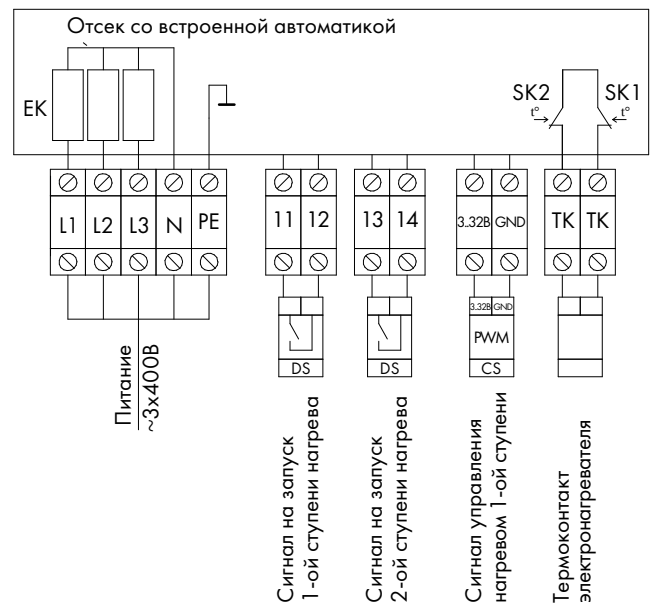 Отсек со встроенной автоматикой
EK
SK2
SK1
t°
t°
L1
L2
L3
N
PE
11
12
13
14
3..32В
GND
TK
TK
3..32В
GND
PWM
DS
DS
CS
Питание
~3x400В
Сигнал на запуск
1-ой ступени нагрева
Сигнал на запуск
2-ой ступени нагрева
Сигнал управления
нагревом 1-ой ступени
Термоконтакт
электронагревателя